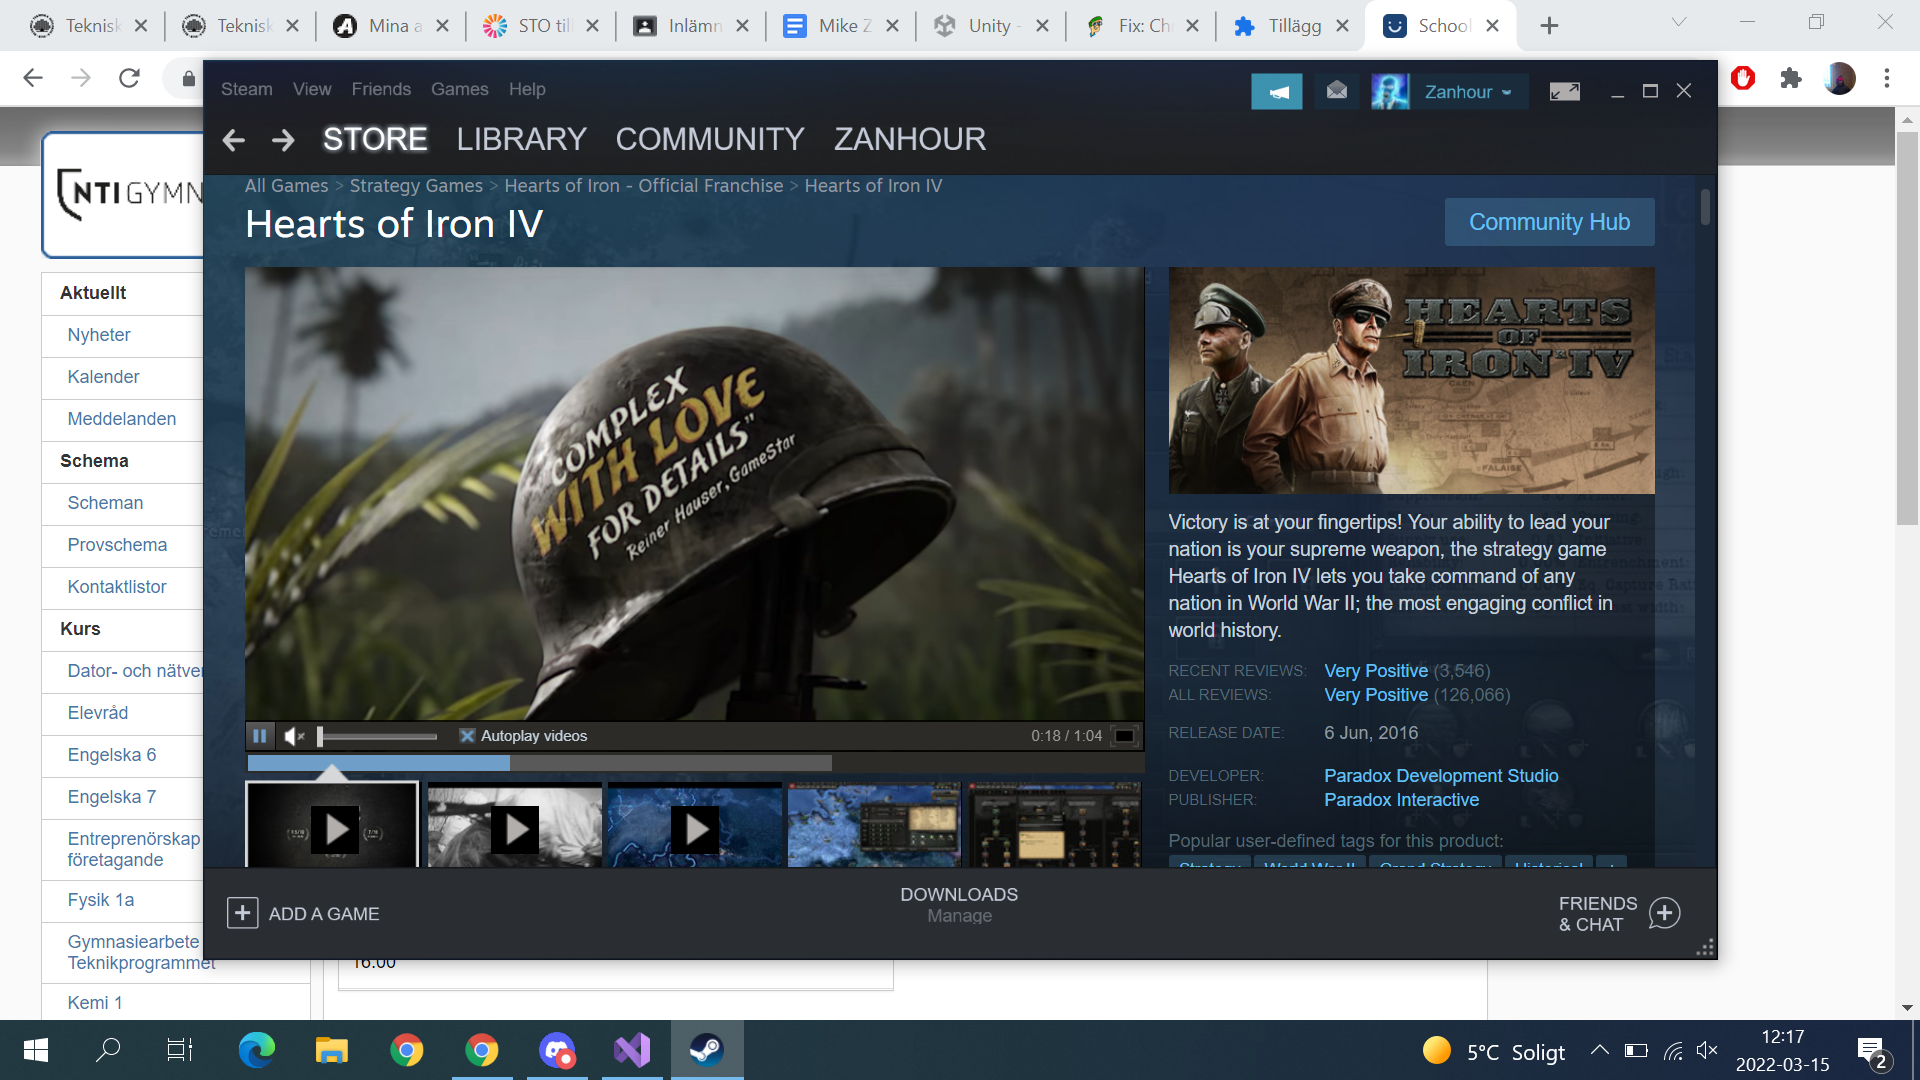 Teknisk
Teknisk
Mina a
STO till
Inlämn
Mike Z
Unity -
Fix: Ch
Tillägg
School
Steam View Friends Games Help
Zanhour
STORE LIBRARY COMMUNITY ZANHOUR
All Games > Strategy Games > Hearts of Iron - Official Franchise > Hearts of Iron IV
Hearts of Iron IV
Community Hub
NTI GYMN
Aktuellt
Nyheter
Kalender
Meddelanden
Schema
Scheman
Provschema
Kontaktlistor
Kurs
Dator- och nätver
Elevråd
Engelska 6
Engelska 7
Entreprenörskap
företagande
Fysik 1a
Gymnasiearbete
Teknikprogrammet
Kemi 1
"COMPLEX
WITH LOVE
FOR DETAILS"
Reiner Hauser, GameStar
Autoplay videos
0:18 / 1:04
HEARTS
OF
IRON IV
Victory is at your fingertips! Your ability to lead your
nation is your supreme weapon, the strategy game
Hearts of Iron IV lets you take command of any
nation in World War II; the most engaging conflict in
world history.
RECENT REVIEWS: Very Positive (3,546)
ALL REVIEWS: Very Positive (126,066)
RELEASE DATE: 6 Jun, 2016
DEVELOPER: Paradox Development Studio
PUBLISHER: Paradox Interactive
Popular user-defined tags for this product:
Strategy World War II Grand Strategy Historical +
ADD A GAME
DOWNLOADS
Manage
FRIENDS
& CHAT
16:00
5°C Soligt
12:17
2022-03-15
2